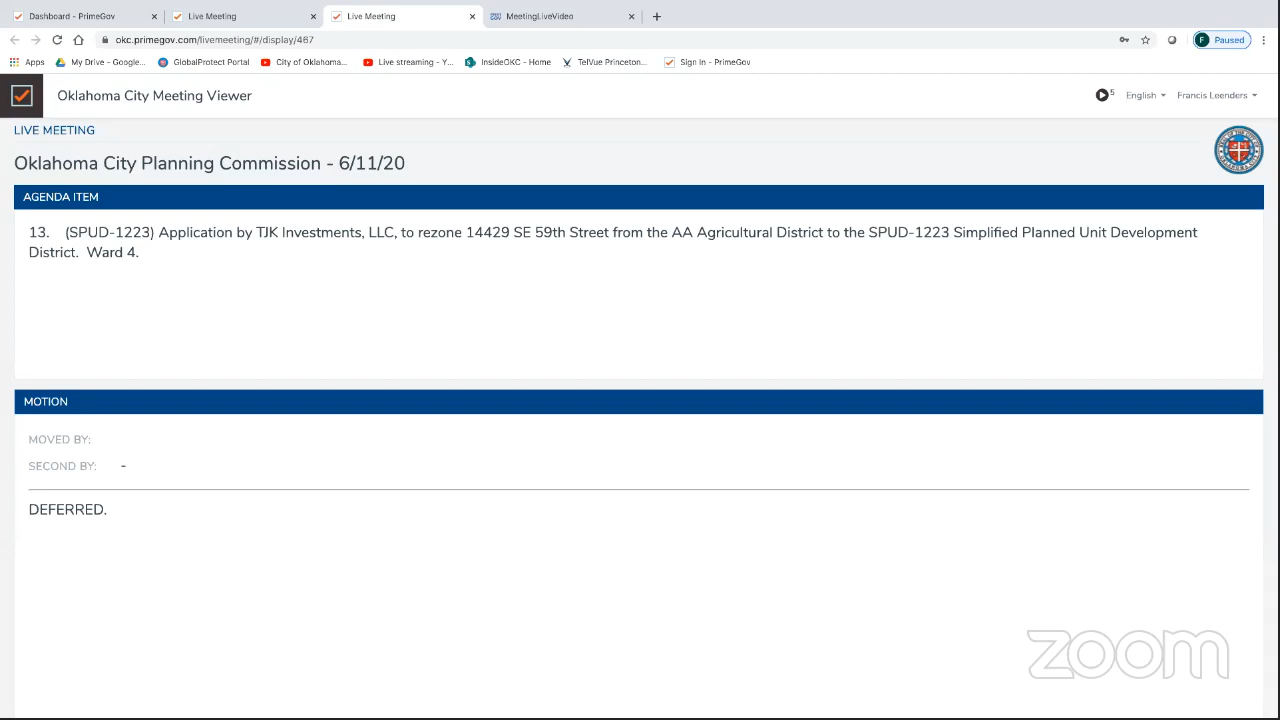 Dashboard - PrimeGov
Live Meeting
Live Meeting
MeetingLiveVideo
okc.primegov.com/livemeeting/#/display/467
F Paused
Apps
My Drive - Google...
GlobalProtect Portal
City of Oklahoma...
Live streaming - Y...
InsideOKC - Home
TelVue Princeton...
Sign In - PrimeGov
Oklahoma City Meeting Viewer
5
English
Francis Leenders
LIVE MEETING
Oklahoma City Planning Commission - 6/11/20
AGENDA ITEM
13. (SPUD-1223) Application by TJK Investments, LLC, to rezone 14429 SE 59th Street from the AA Agricultural District to the SPUD-1223 Simplified Planned Unit Development
District. Ward 4.
MOTION
MOVED BY:
SECOND BY: -
DEFERRED.
zoom